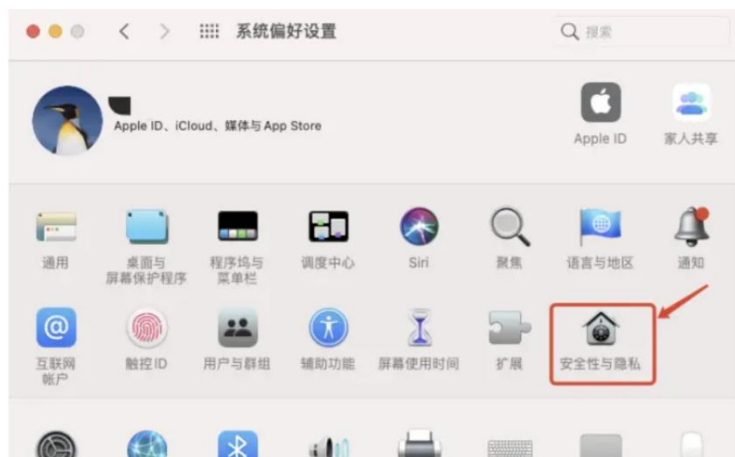 系统偏好设置
搜索
Apple ID、iCloud、媒体与 App Store
Apple ID
家人共享
通用
桌面与
屏幕保护程序
程序坞与
菜单栏
调度中心
Siri
聚焦
语言与地区
通知
互联网
帐户
触控 ID
用户与群组
辅助功能
屏幕使用时间
扩展
安全性与隐私